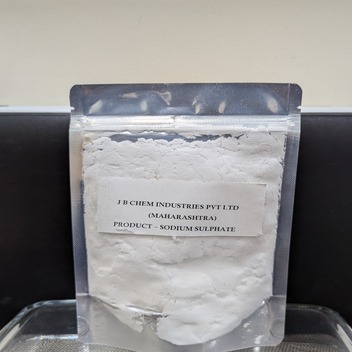 J B CHEM INDUSTRIES PVT LTD
(MAHARASHTRA)
PRODUCT – SODIUM SULPHATE